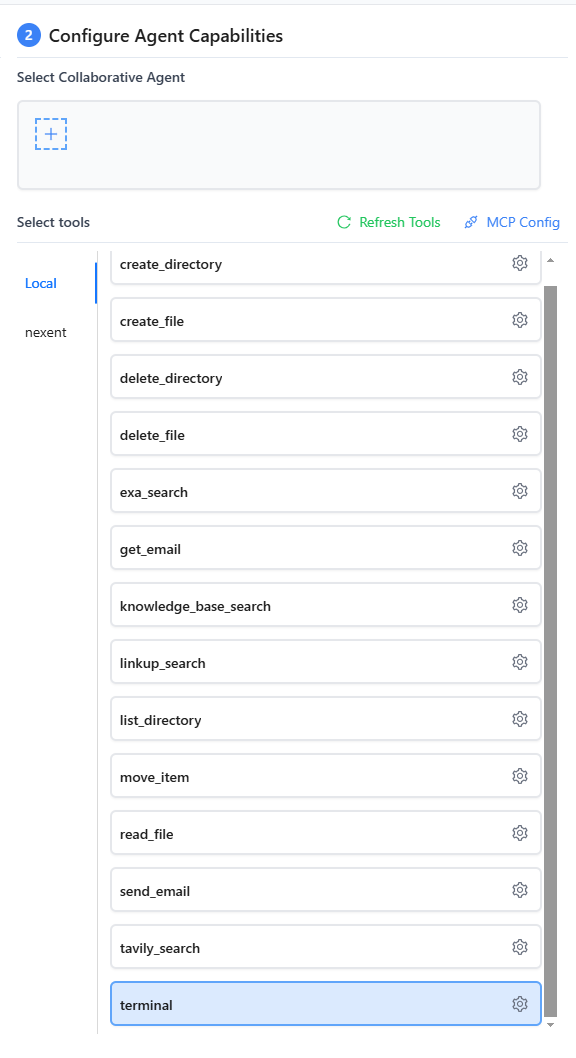 2 Configure Agent Capabilities
Select Collaborative Agent
Select tools
Refresh Tools
MCP Config
Local
nexent
create_directory
create_file
delete_directory
delete_file
exa_search
get_email
knowledge_base_search
linkup_search
list_directory
move_item
read_file
send_email
tavily_search
terminal